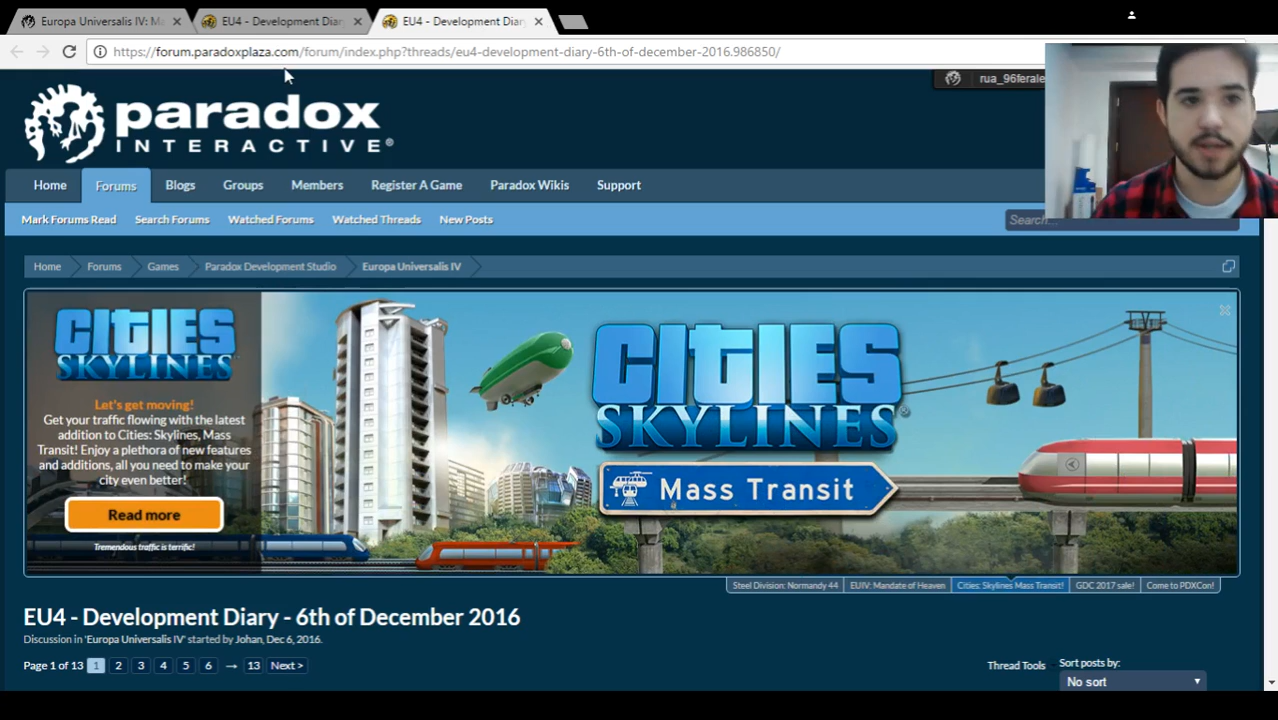 Europa Universalis IV: Ma
EU4 - Development Diar
EU4 - Development Diar
https://forum.paradoxplaza.com/forum/index.php?threads/eu4-development-diary-6th-of-december-2016.986850/
paradox
INTERACTIVE®
rua_96ferale
Home Forums Blogs Groups Members Register A Game Paradox Wikis Support
Mark Forums Read Search Forums Watched Forums Watched Threads New Posts
Search...
Home Forums Games Paradox Development Studio Europa Universalis IV
CITIES
SKYLINES
Let's get moving!
Get your traffic flowing with the latest
addition to Cities: Skylines, Mass
Transit! Enjoy a plethora of new features
and additions, all you need to make your
city even better!
Read more
Tremendous traffic is terrific!
CITIES
SKYLINES®
Mass Transit
Steel Division: Normandy 44 EUIV: Mandate of Heaven Cities: Skylines Mass Transit! GDC 2017 sale! Come to PDXCon!
EU4 - Development Diary - 6th of December 2016
Discussion in 'Europa Universalis IV' started by Johan, Dec 6, 2016.
Page 1 of 13 1 2 3 4 5 6 → 13 Next >
Thread Tools
Sort posts by:
No sort